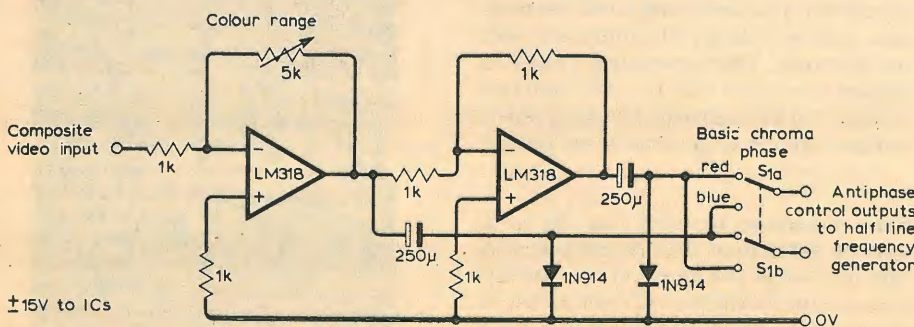 Colour range
5k
1k
Composite
video input
1k
−
LM318
+
1k
1k
−
LM318
+
250μ
Basic chroma
phase
red
S1a
blue
Antiphase
control outputs
to half line
frequency
generator
S1b
250μ
1k
1k
1N914
1N914
±15V to ICs
0V